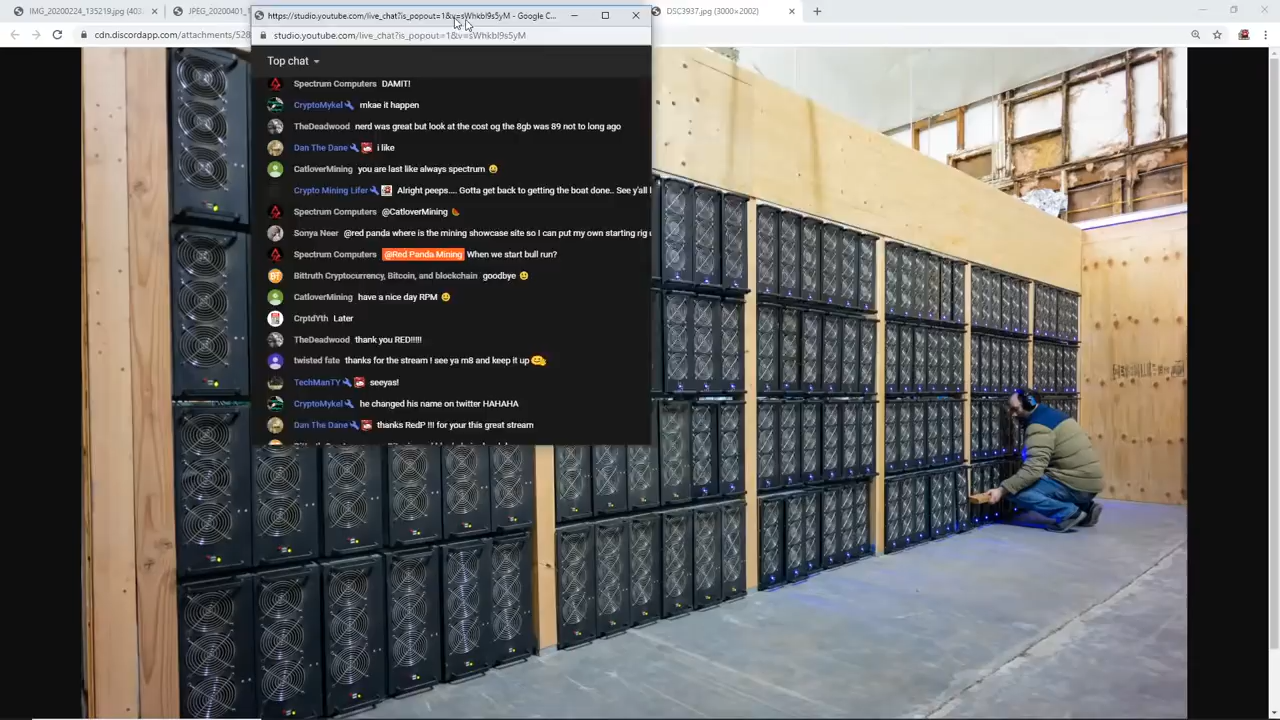 IMG_20200224_135219.jpg (403
JPEG_20200401_1
https://studio.youtube.com/live_chat?is_popout=1&v=sWhkbl9s5yM - Google C...
DSC3937.jpg (3000×2002)
cdn.discordapp.com/attachments/528
studio.youtube.com/live_chat?is_popout=1&v=sWhkbl9s5yM
Top chat
Spectrum Computers DAMIT!
CryptoMykel mkae it happen
TheDeadwood nerd was great but look at the cost og the 8gb was 89 not to long ago
Dan The Dane i like
CatloverMining you are last like always spectrum
Crypto Mining Lifer Alright peeps.... Gotta get back to getting the boat done.. See y'all
Spectrum Computers @CatloverMining
Sonya Neer @red panda where is the mining showcase site so I can put my own starting rig
Spectrum Computers @Red Panda Mining When we start bull run?
Bittruth Cryptocurrency, Bitcoin, and blockchain goodbye
CatloverMining have a nice day RPM
CrptdYth Later
TheDeadwood thank you RED!!!!!
twisted fate thanks for the stream ! see ya m8 and keep it up
TechManTY seeyas!
CryptoMykel he changed his name on twitter HAHAHA
Dan The Dane thanks RedP !!! for your this great stream